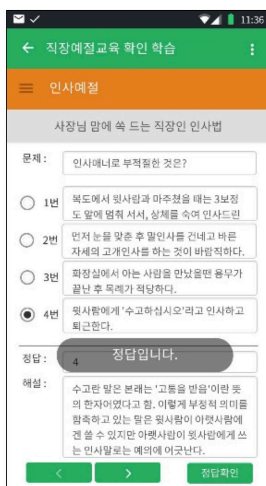 11:36
직장예절교육 확인 학습
인사예절
사장님 맘에 쏙 드는 직장인 인사법
문제 :
인사매너로 부적절한 것은?
1번
복도에서 윗사람과 마주쳤을 때는 3보정
도 앞에 멈춰 서서, 상체를 숙여 인사드린
2번
먼저 눈을 맞춘 후 말인사를 건네고 바른
자세의 고개인사를 하는 것이 바람직하다.
3번
화장실에서 아는 사람을 만났을땐 용무가
끝난 후 목례가 적당하다.
4번
윗사람에게 '수고하십시오'라고 인사하고
퇴근한다.
정답 :
4
정답입니다.
해설 :
수고란 말은 본래는 '고통을 받음'이란 뜻
의 한자어였다고 함. 이렇게 부정적 의미를
함축하고 있는 말은 윗사람이 아랫사람에
겐 쓸 수 있지만 아랫사람이 윗사람에게 쓰
는 인사말로는 예의에 어긋난다.
<
>
정답확인